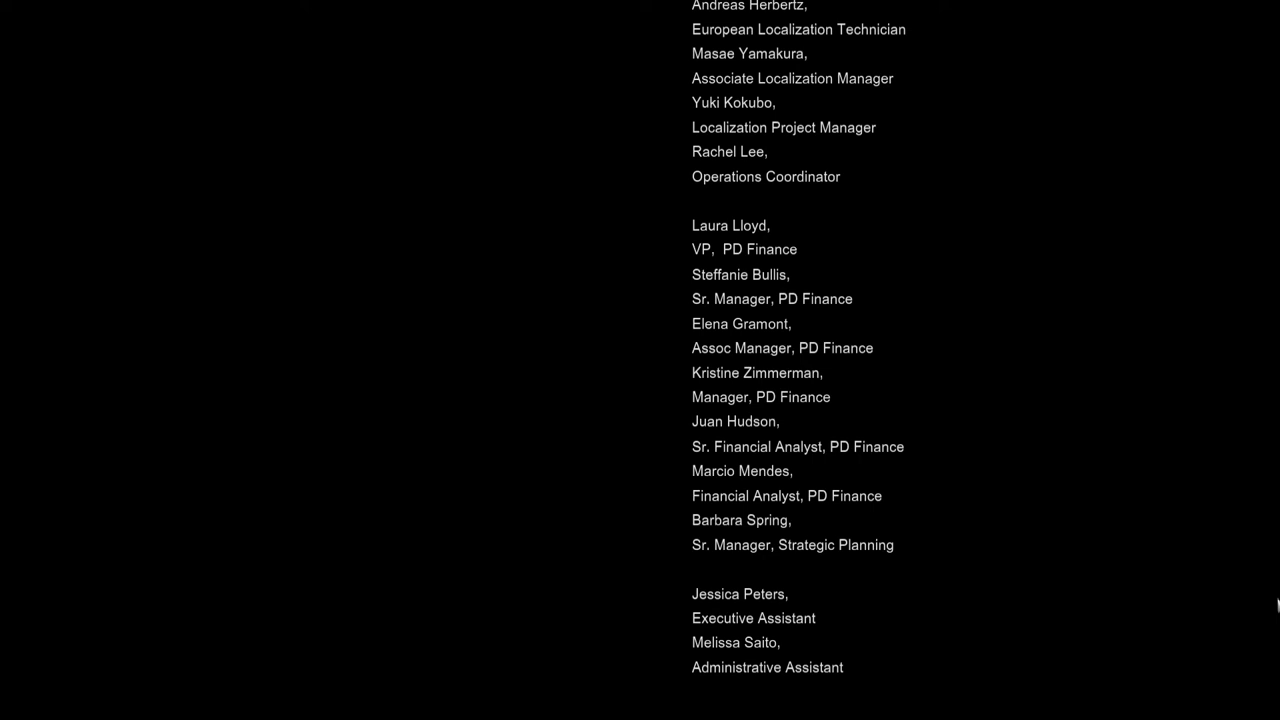 Andreas Herbertz,
European Localization Technician
Masae Yamakura,
Associate Localization Manager
Yuki Kokubo,
Localization Project Manager
Rachel Lee,
Operations Coordinator
Laura Lloyd,
VP,  PD Finance
Steffanie Bullis,
Sr. Manager, PD Finance
Elena Gramont,
Assoc Manager, PD Finance
Kristine Zimmerman,
Manager, PD Finance
Juan Hudson,
Sr. Financial Analyst, PD Finance
Marcio Mendes,
Financial Analyst, PD Finance
Barbara Spring,
Sr. Manager, Strategic Planning
Jessica Peters,
Executive Assistant
Melissa Saito,
Administrative Assistant